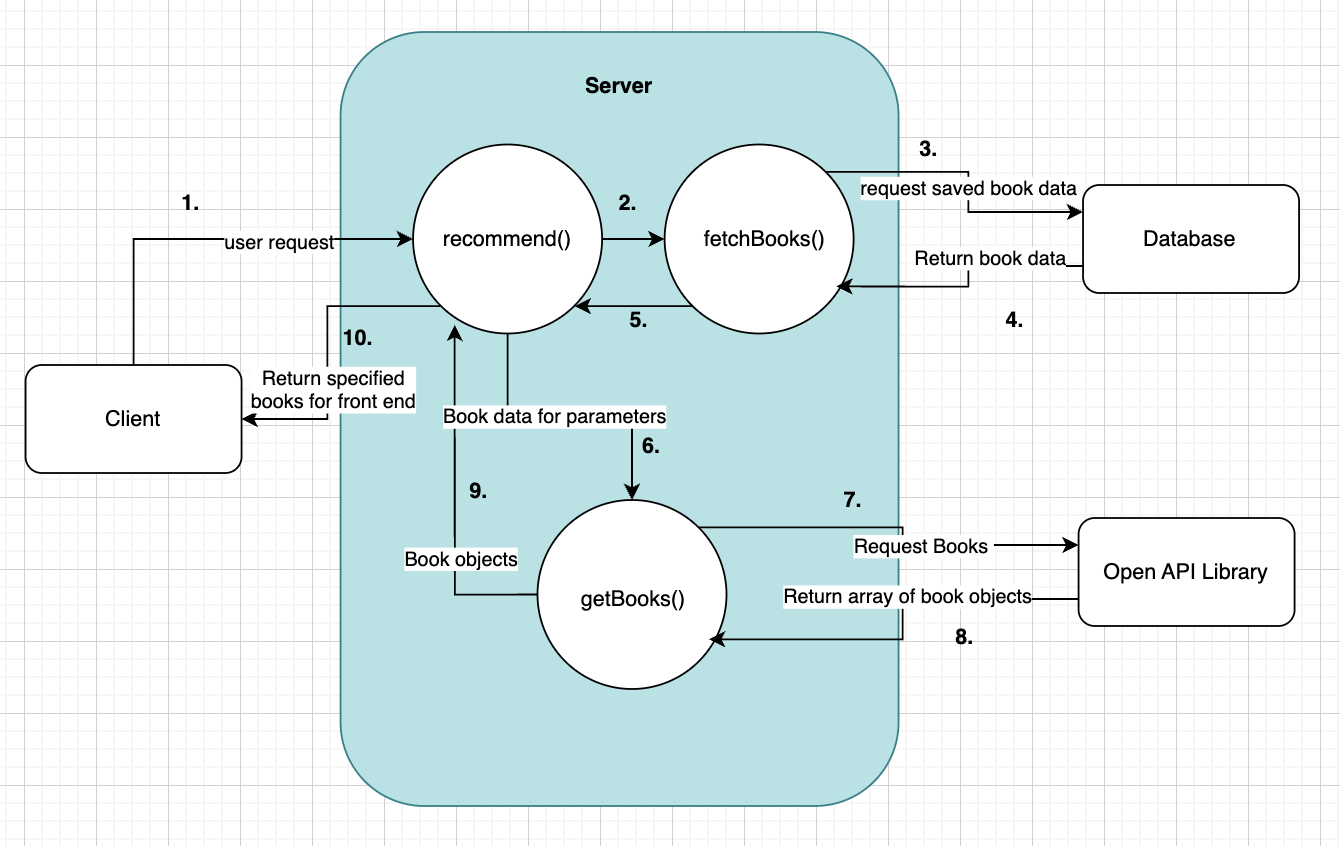 Server
3.
1.
request saved book data
2.
user request
recommend()
fetchBooks()
Database
Return book data
5.
4.
10.
Return specified
books for front end
Client
Book data for parameters
6.
9.
7.
Request Books
Book objects
Open API Library
getBooks()
Return array of book objects
8.